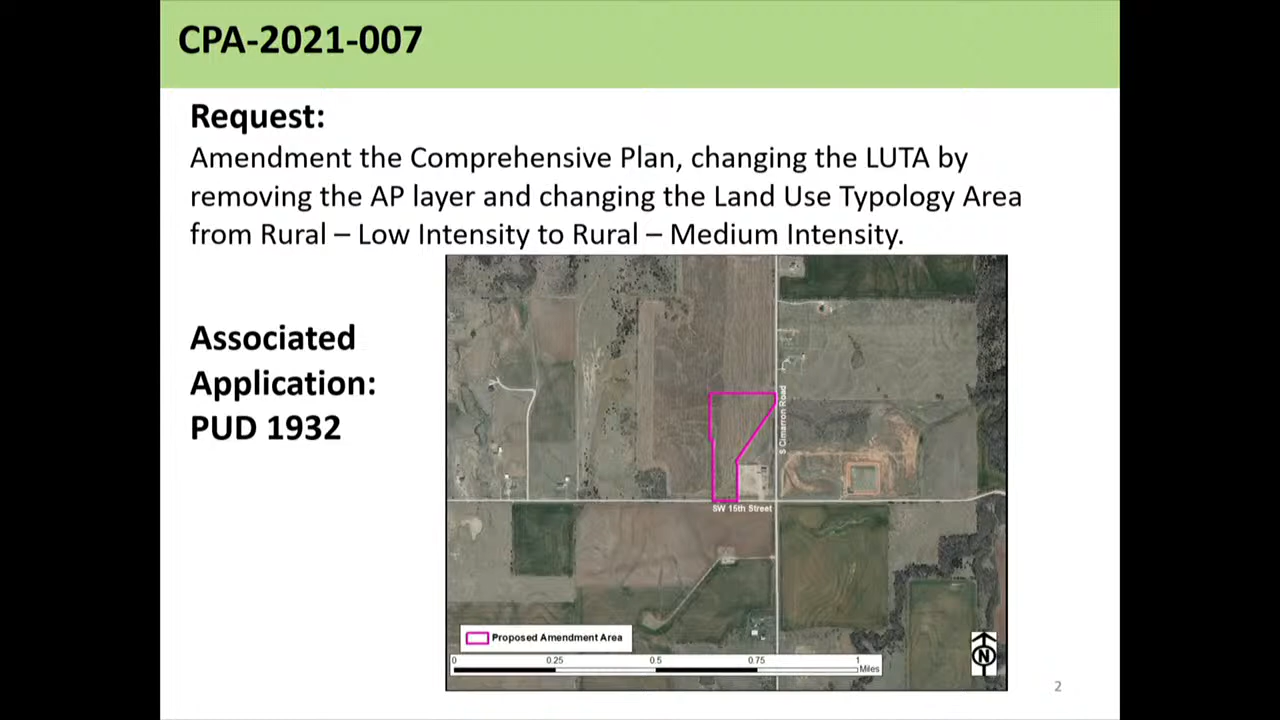 CPA-2021-007
Request:
Amendment the Comprehensive Plan, changing the LUTA by
removing the AP layer and changing the Land Use Typology Area
from Rural – Low Intensity to Rural – Medium Intensity.
Associated
Application:
PUD 1932
S Cimarron Road
SW 15th Street
Proposed Amendment Area
0 0.25 0.5 0.75 1
Miles
N
2